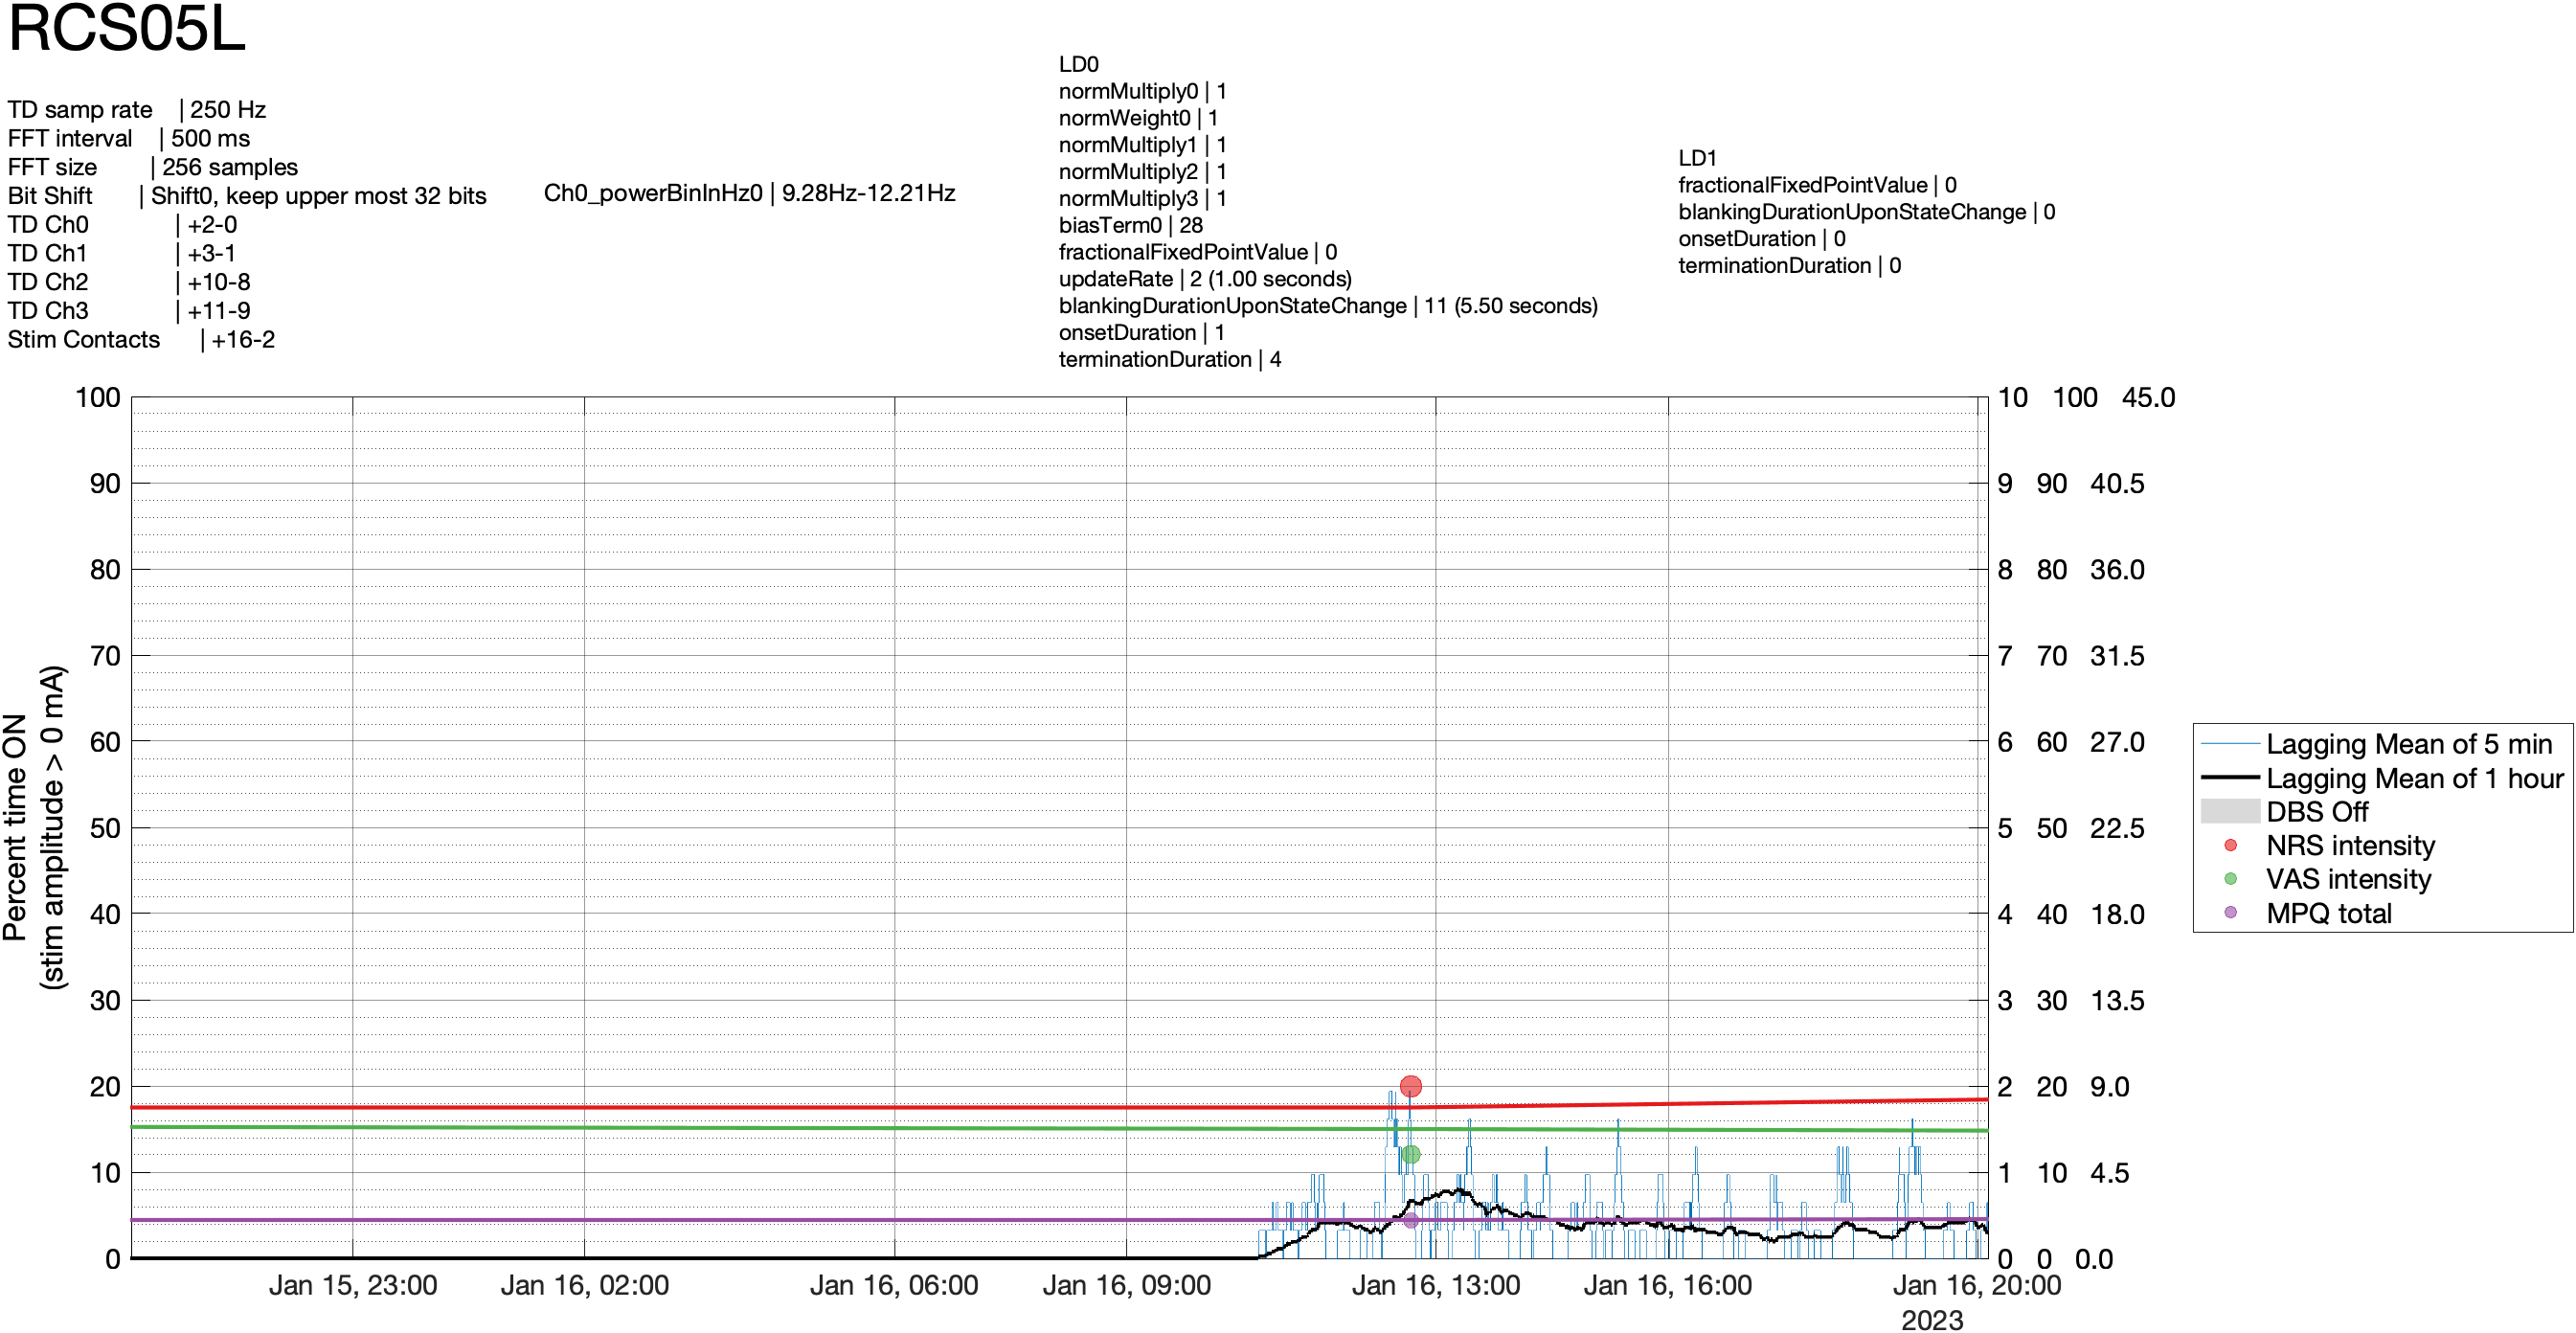 RCS05L
TD samp rate | 250 Hz
FFT interval | 500 ms
FFT size | 256 samples
Bit Shift | Shift0, keep upper most 32 bits
TD Ch0 | +2-0
TD Ch1 | +3-1
TD Ch2 | +10-8
TD Ch3 | +11-9
Stim Contacts | +16-2
Ch0_powerBinInHz0 | 9.28Hz-12.21Hz
LD0
normMultiply0 | 1
normWeight0 | 1
normMultiply1 | 1
normMultiply2 | 1
normMultiply3 | 1
biasTerm0 | 28
fractionalFixedPointValue | 0
updateRate | 2 (1.00 seconds)
blankingDurationUponStateChange | 11 (5.50 seconds)
onsetDuration | 1
terminationDuration | 4
LD1
fractionalFixedPointValue | 0
blankingDurationUponStateChange | 0
onsetDuration | 0
terminationDuration | 0
Percent time ON
(stim amplitude > 0 mA)
100
90
80
70
60
50
40
30
20
10
0
10 100 45.0
9 90 40.5
8 80 36.0
7 70 31.5
6 60 27.0
5 50 22.5
4 40 18.0
3 30 13.5
2 20 9.0
1 10 4.5
0 0 0.0
Jan 15, 23:00 Jan 16, 02:00 Jan 16, 06:00 Jan 16, 09:00 Jan 16, 13:00 Jan 16, 16:00 Jan 16, 20:00
2023
Lagging Mean of 5 min
Lagging Mean of 1 hour
DBS Off
NRS intensity
VAS intensity
MPQ total